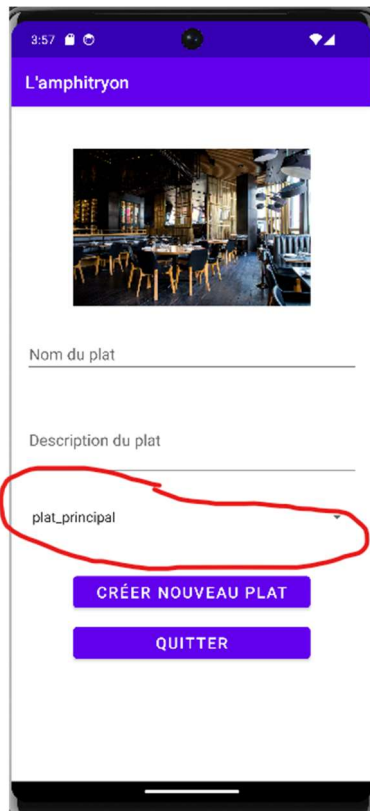 3:57
L'amphitryon
Nom du plat
Description du plat
plat_principal
CRÉER NOUVEAU PLAT
QUITTER